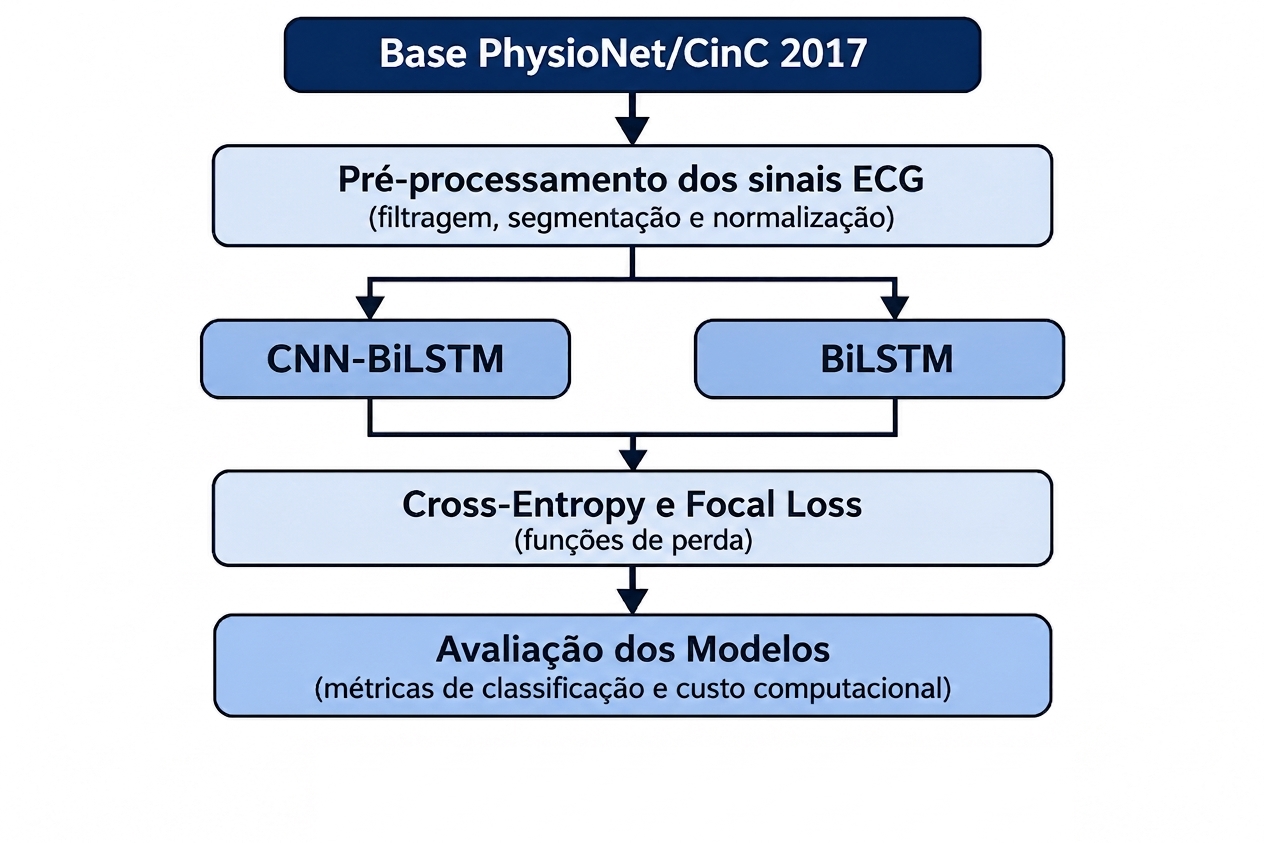 Base PhysioNet/CinC 2017
Pré-processamento dos sinais ECG
(filtragem, segmentação e normalização)
CNN-BiLSTM
BiLSTM
Cross-Entropy e Focal Loss
(funções de perda)
Avaliação dos Modelos
(métricas de classificação e custo computacional)